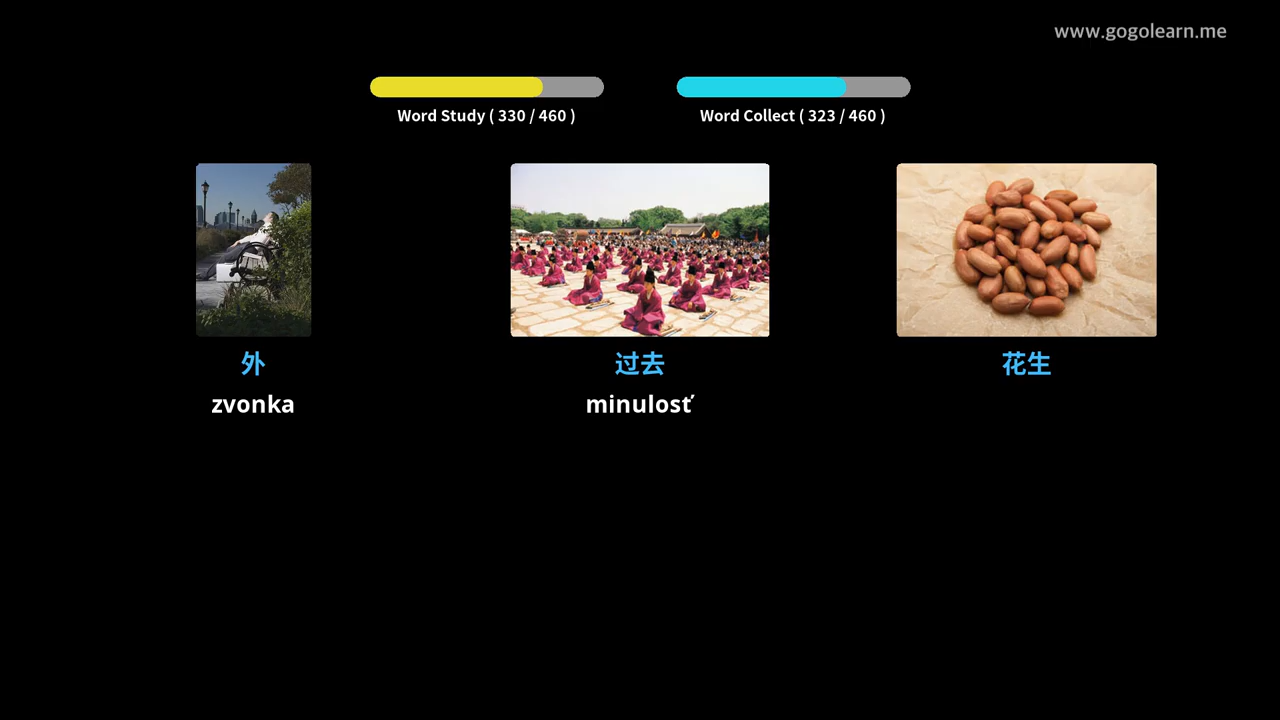 www.gogolearn.me
Word Study ( 330 / 460 )
Word Collect ( 323 / 460 )
外
过去
花生
zvonka
minulosť